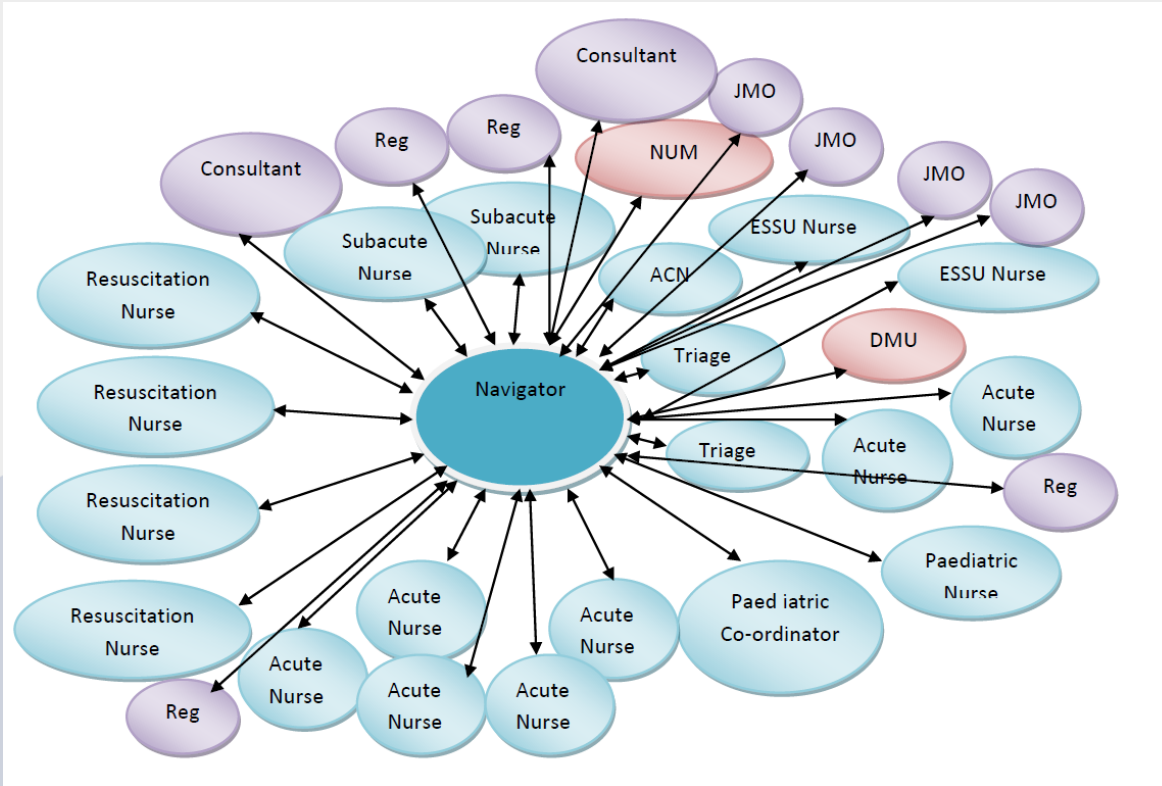 Consultant
JMO
Reg
Reg
JMO
NUM
Consultant
JMO
JMO
Subacute
Nurse
Subacute
Nurse
ESSU Nurse
ACN
ESSU Nurse
Resuscitation
Nurse
DMU
Triage
Navigator
Resuscitation
Nurse
Acute
Nurse
Acute
Nurse
Triage
Reg
Resuscitation
Nurse
Paediatric
Nurse
Acute
Nurse
Acute
Nurse
Paed iatric
Co-ordinator
Resuscitation
Nurse
Acute
Nurse
Acute
Nurse
Acute
Nurse
Reg